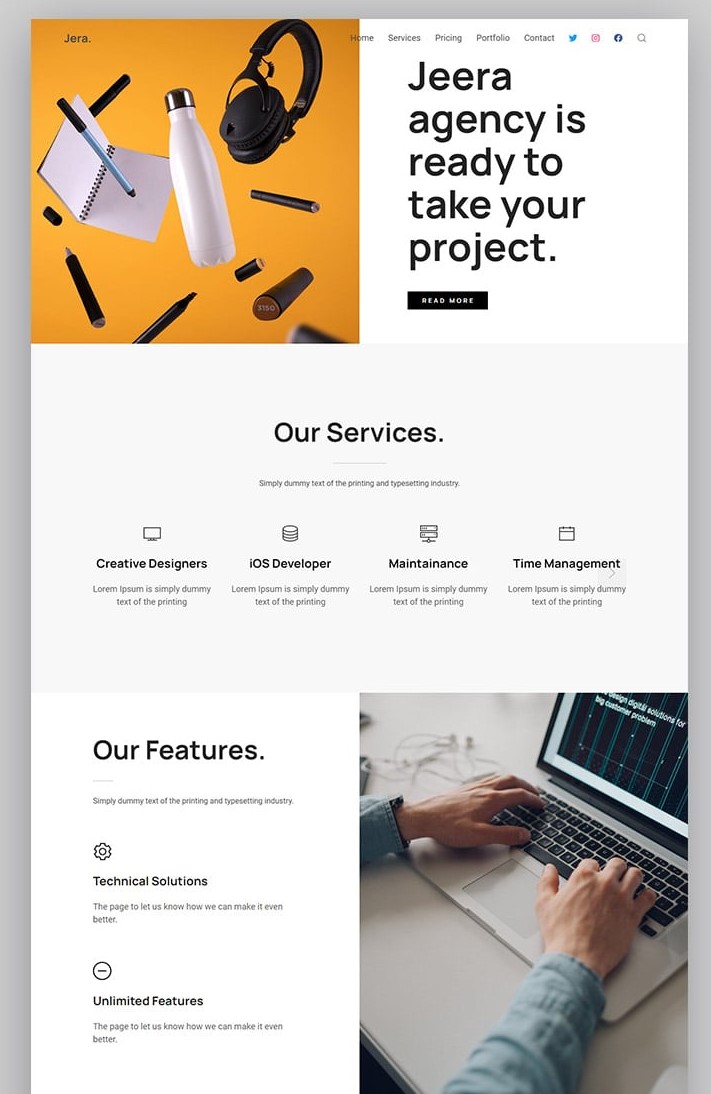 Jera.
Home Services Pricing Portfolio Contact
Jeera
agency is
ready to
take your
project.
READ MORE
3150
Our Services.
Simply dummy text of the printing and typesetting industry.
Creative Designers
Lorem Ipsum is simply dummy
text of the printing
iOS Developer
Lorem Ipsum is simply dummy
text of the printing
Maintainance
Lorem Ipsum is simply dummy
text of the printing
Time Management
Lorem Ipsum is simply dummy
text of the printing
Our Features.
Simply dummy text of the printing and typesetting industry.
Technical Solutions
The page to let us know how we can make it even
better.
Unlimited Features
The page to let us know how we can make it even
better.
design digital solutions for
big customer problem